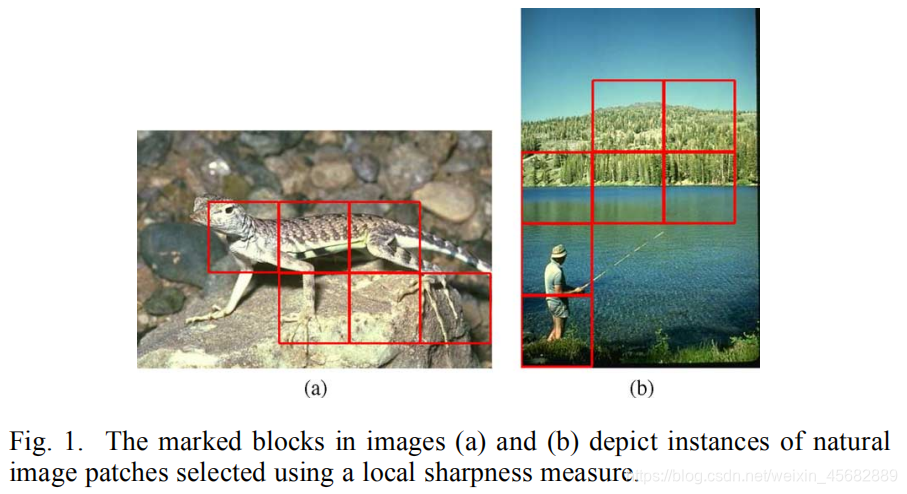 (a)
(b)
Fig. 1. The marked blocks in images (a) and (b) depict instances of natural
image patches selected using a local sharpness measure.
https://blog.csdn.net/weixin_45682889